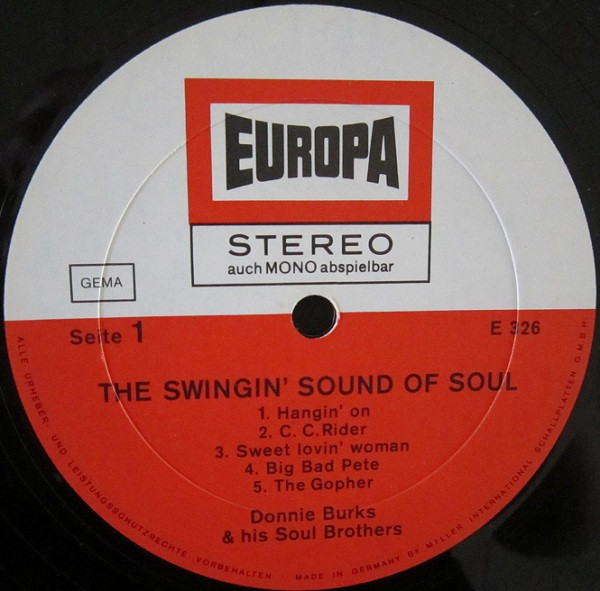 EUROPA
STEREO
auch MONO abspielbar
GEMA
Seite 1
E 326
THE SWINGIN' SOUND OF SOUL
1. Hangin' on
2. C. C. Rider
3. Sweet lovin' woman
4. Big Bad Pete
5. The Gopher
Donnie Burks
& his Soul Brothers
ALLE URHEBER- UND LEISTUNGSSCHUTZRECHTE VORBEHALTEN
MADE IN GERMANY BY MILLER INTERNATIONAL SCHALLPLATTEN G.M.B.H